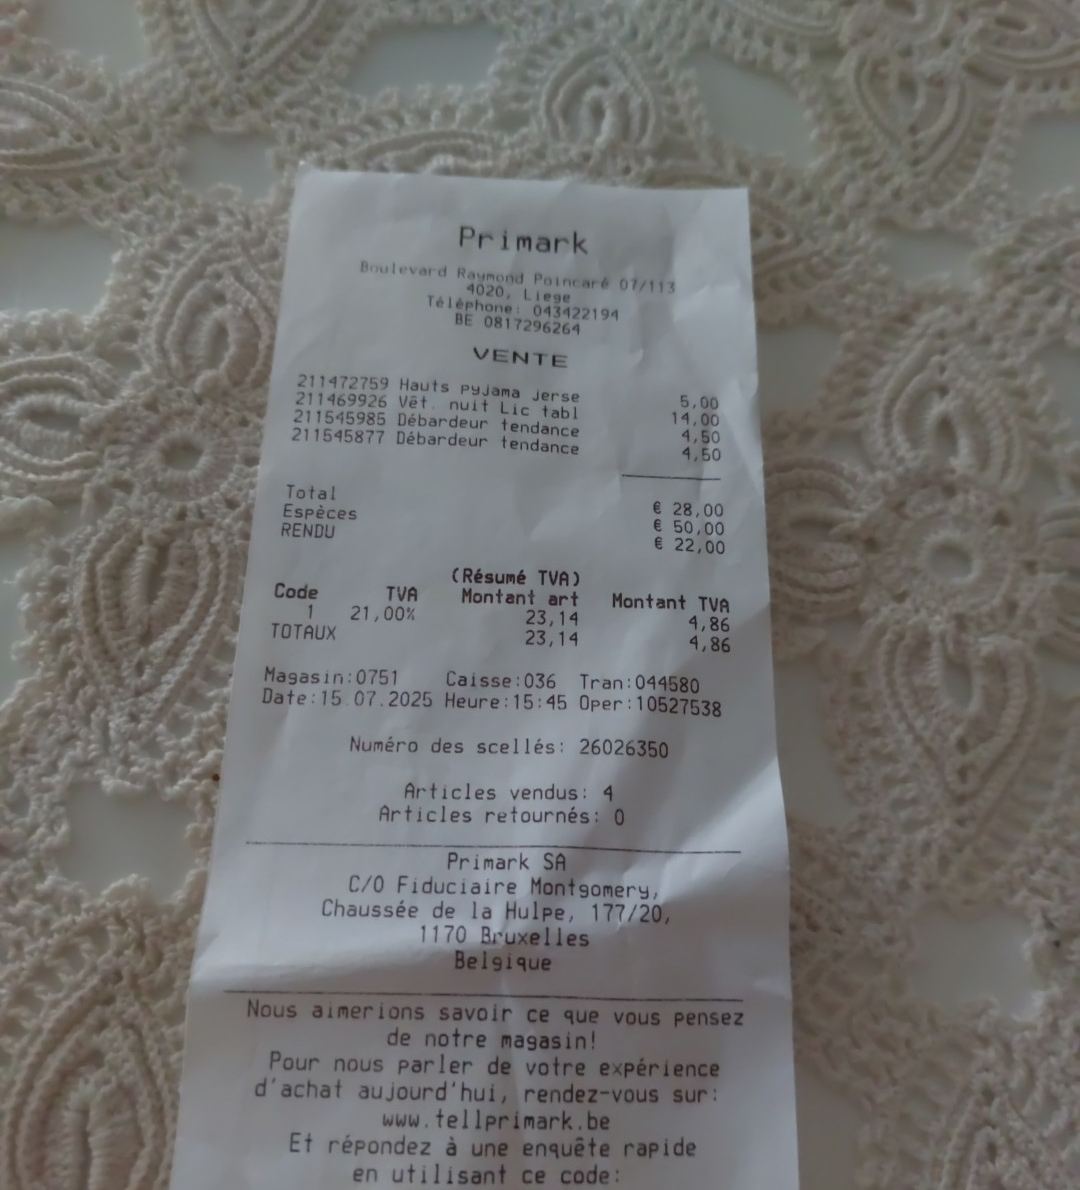 Primark
Boulevard Raymond Poincaré 07/113
4020, Liege
Téléphone: 043422194
BE 0817296264
VENTE
211472759 Hauts pyjama jerse 5,00
211469926 Vêt. nuit Lic tabl 14,00
211545985 Débardeur tendance 4,50
211545877 Débardeur tendance 4,50
Total € 28,00
Espèces € 50,00
RENDU € 22,00
(Résumé TVA)
Code TVA Montant art Montant TVA
1 21,00% 23,14 4,86
TOTAUX 23,14 4,86
Magasin:0751 Caisse:036 Tran:044580
Date:15.07.2025 Heure:15:45 Oper:10527538
Numéro des scellés: 26026350
Articles vendus: 4
Articles retournés: 0
Primark SA
C/O Fiduciaire Montgomery,
Chaussée de la Hulpe, 177/20,
1170 Bruxelles
Belgique
Nous aimerions savoir ce que vous pensez
de notre magasin!
Pour nous parler de votre expérience
d'achat aujourd'hui, rendez-vous sur:
www.tellprimark.be
Et répondez à une enquête rapide
en utilisant ce code: